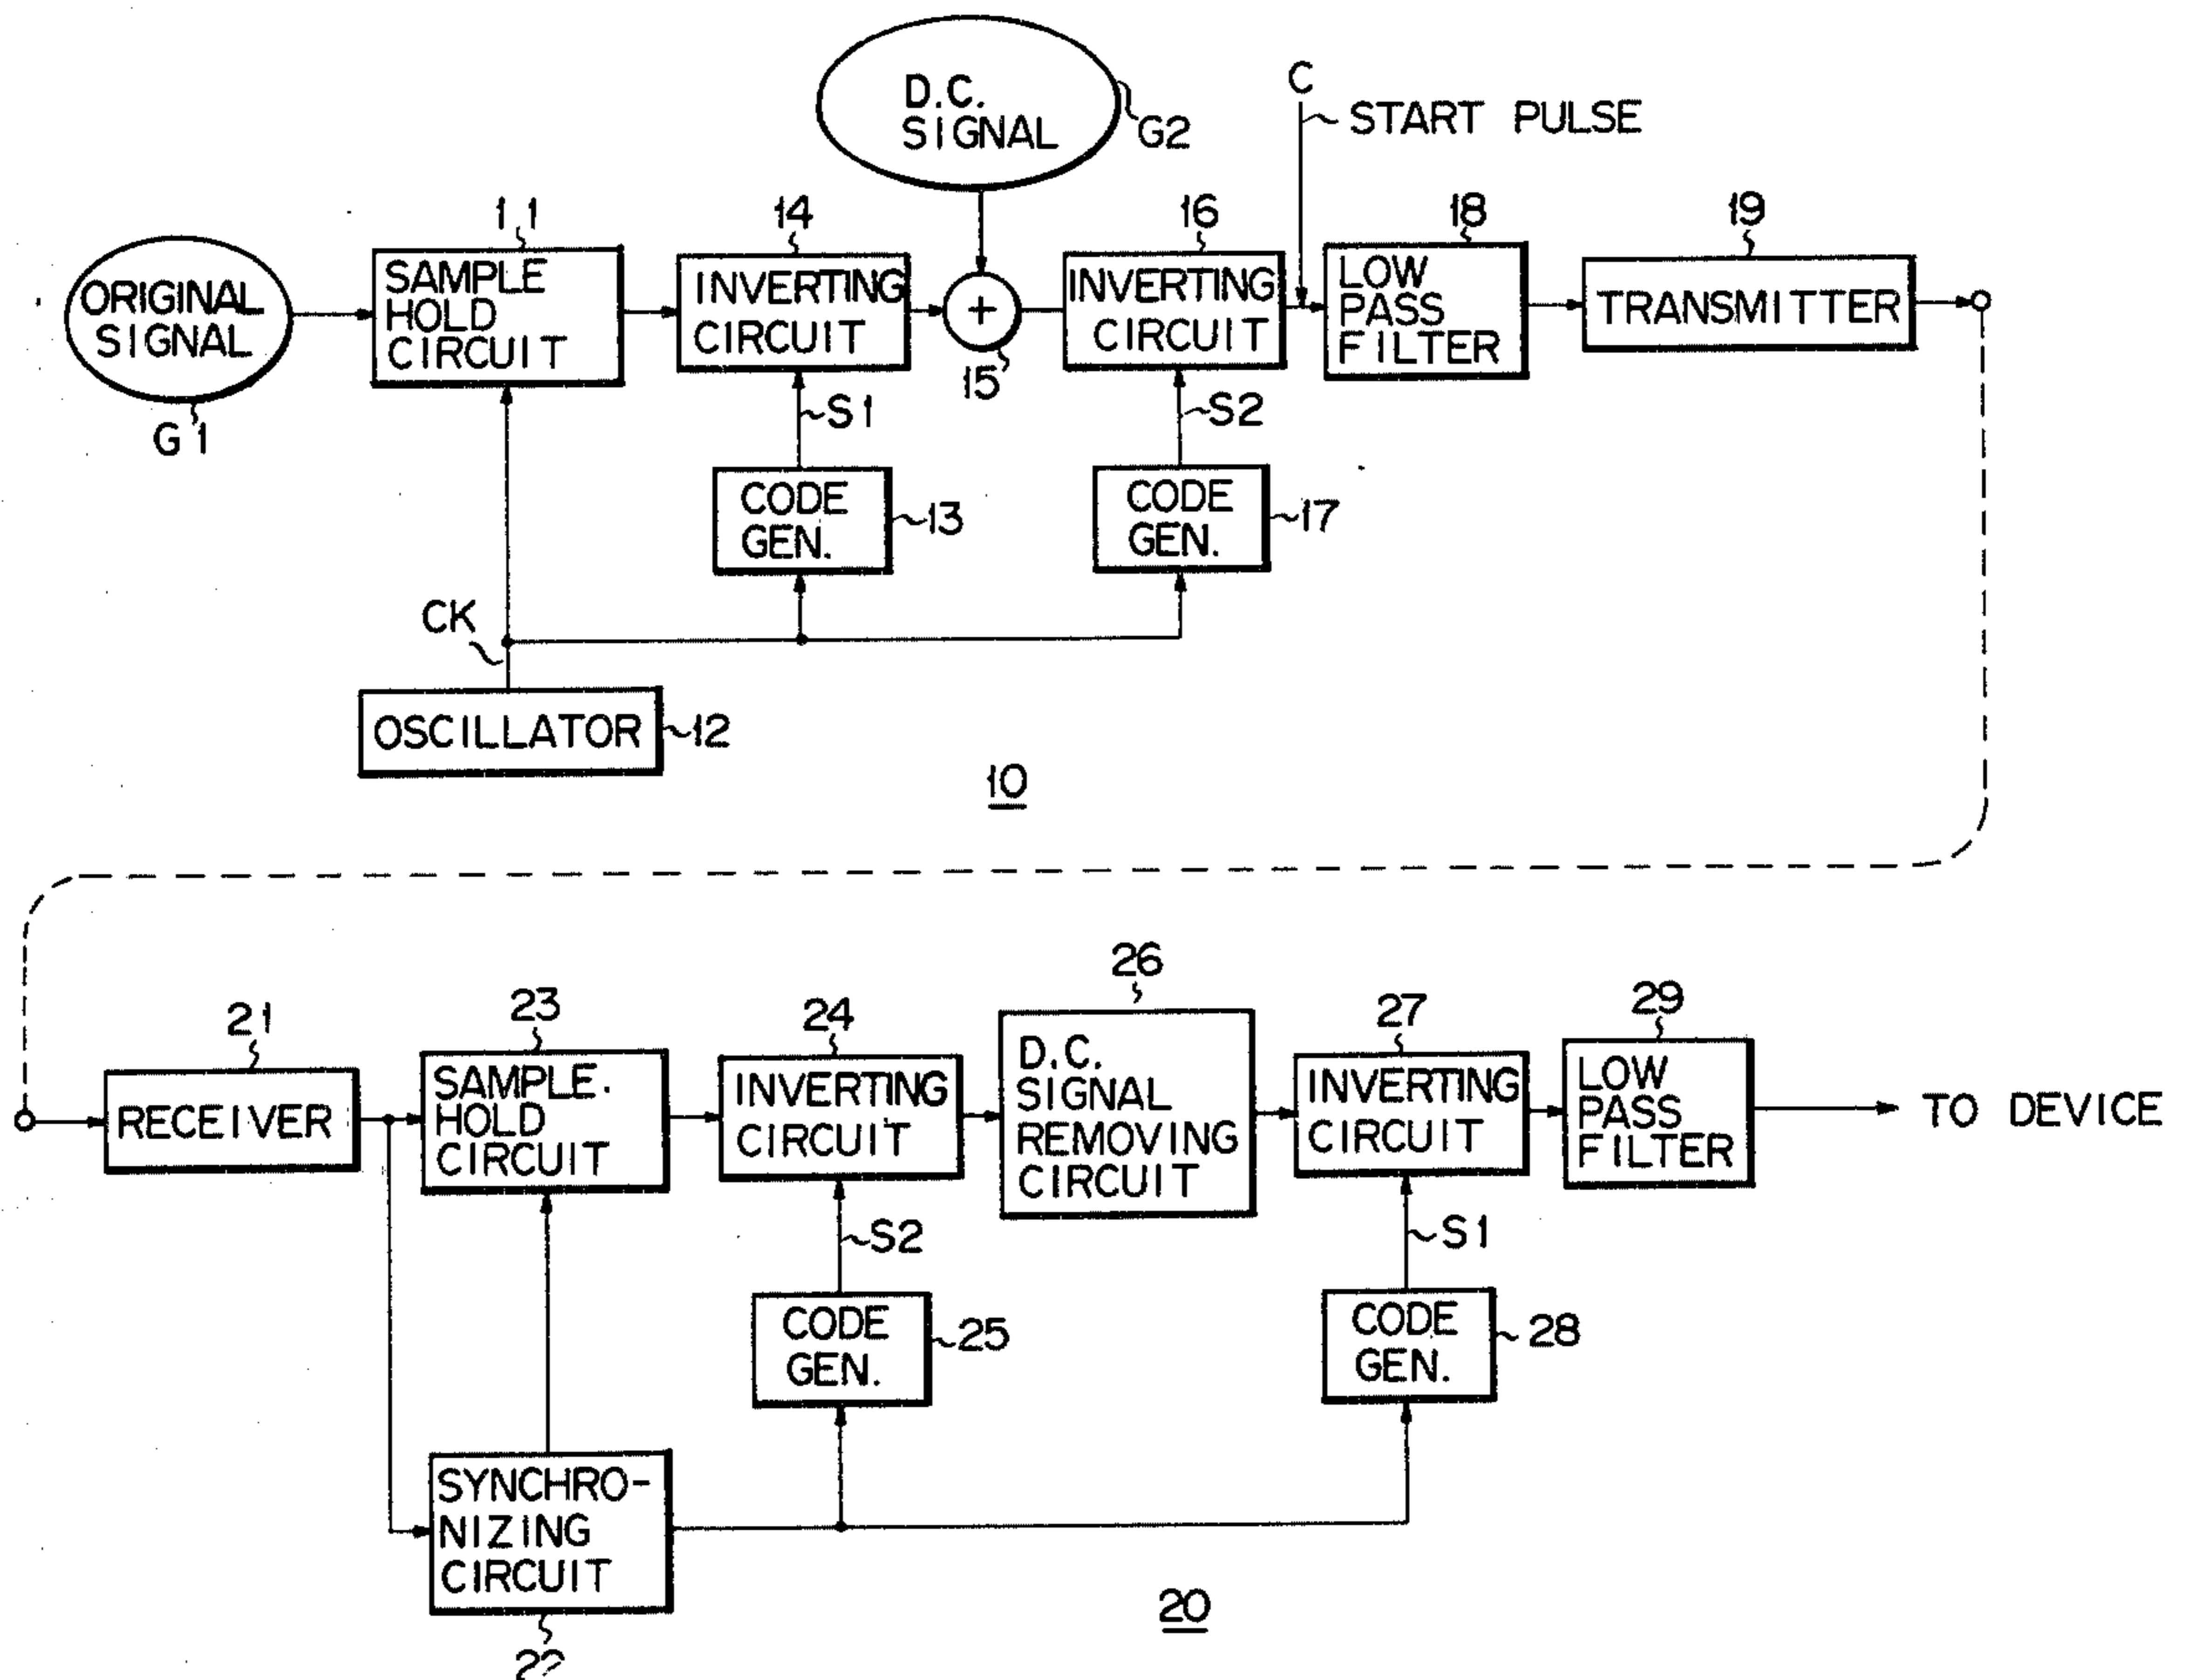 D.C.
SIGNAL
G2
C
START PULSE
ORIGINAL
SIGNAL
G1
11
SAMPLE
HOLD
CIRCUIT
14
INVERTING
CIRCUIT
+
15
16
INVERTING
CIRCUIT
18
LOW
PASS
FILTER
19
TRANSMITTER
S1
S2
CODE
GEN.
13
CODE
GEN.
17
CK
OSCILLATOR
12
10
21
RECEIVER
23
SAMPLE.
HOLD
CIRCUIT
24
INVERTING
CIRCUIT
26
D.C.
SIGNAL
REMOVING
CIRCUIT
27
INVERTING
CIRCUIT
29
LOW
PASS
FILTER
TO DEVICE
S2
S1
CODE
GEN.
25
CODE
GEN.
28
SYNCHRO-
NIZING
CIRCUIT
22
20